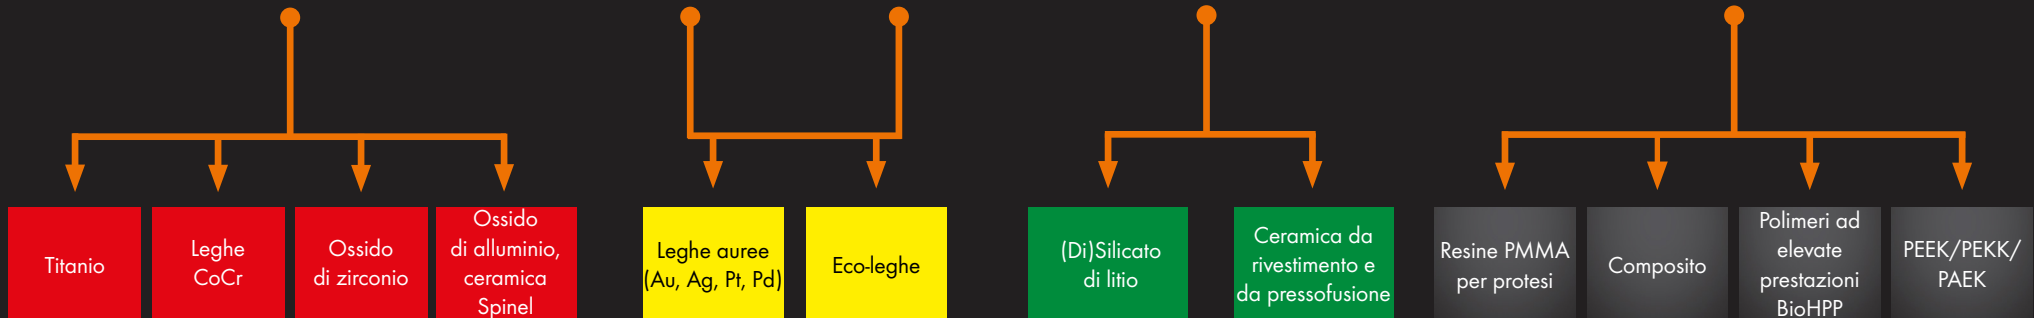 Titanio
Leghe
CoCr
Ossido
di zirconio
Ossido
di alluminio,
ceramica
Spinel
Leghe auree
(Au, Ag, Pt, Pd)
Eco-leghe
(Di)Silicato
di litio
Ceramica da
rivestimento e
da pressofusione
Resine PMMA
per protesi
Composito
Polimeri ad
elevate
prestazioni
BioHPP
PEEK/PEKK/
PAEK